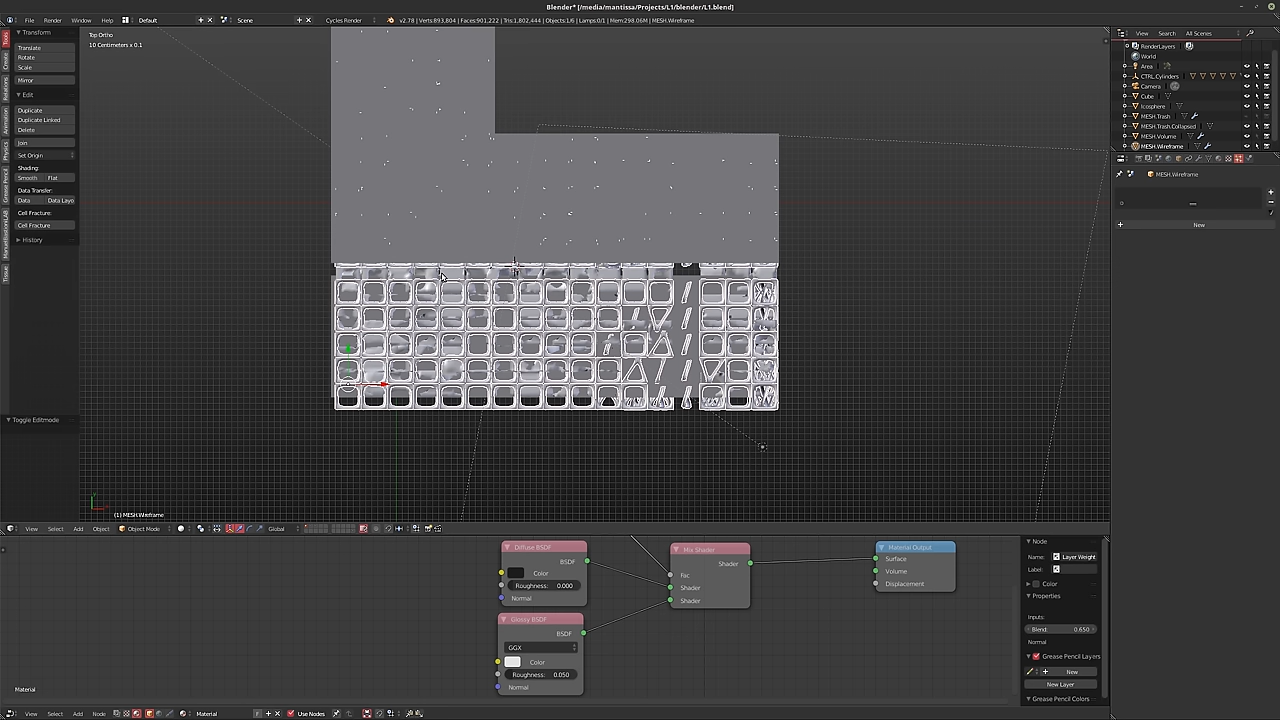 Blender* [/media/mantissa/Projects/L1/blender/L1.blend]
File Render Window Help Default Scene Cycles Render v2.78 | Verts:893,804 | Faces:901,222 | Tris:1,802,444 | Objects:1/6 | Lamps:0/1 | Mem:298.06M | MESH.Wireframe
Transform
Translate
Rotate
Scale
Mirror
Edit
Duplicate
Duplicate Linked
Delete
Join
Set Origin
Shading:
Smooth Flat
Data Transfer:
Data Data Layo
Cell Fracture:
Cell Fracture
History
Toggle Editmode
Tools
Create
Relations
Animation
Physics
Grease Pencil
Tissue
Top Ortho
10 Centimeters x 0.1
(1) MESH.Wireframe
View Select Add Object Object Mode Global
View Search All Scenes
RenderLayers
World
Area
CTRL.Cylinders
Camera
Cube
Icosphere
MESH.Trash
MESH.Trash.Collapsed
MESH.Volume
MESH.Wireframe
MESH.Wireframe
New
Diffuse BSDF
BSDF
Color
Roughness: 0.000
Normal
Glossy BSDF
BSDF
GGX
Color
Roughness: 0.050
Normal
Mix Shader
Shader
Fac
Shader
Shader
Material Output
Surface
Volume
Displacement
Material
Node
Name: Layer Weight
Label:
Color
Properties
Inputs:
Blend: 0.650
Normal
Grease Pencil Layers
New
New Layer
Grease Pencil Colors
View Select Add Node Material F Use Nodes